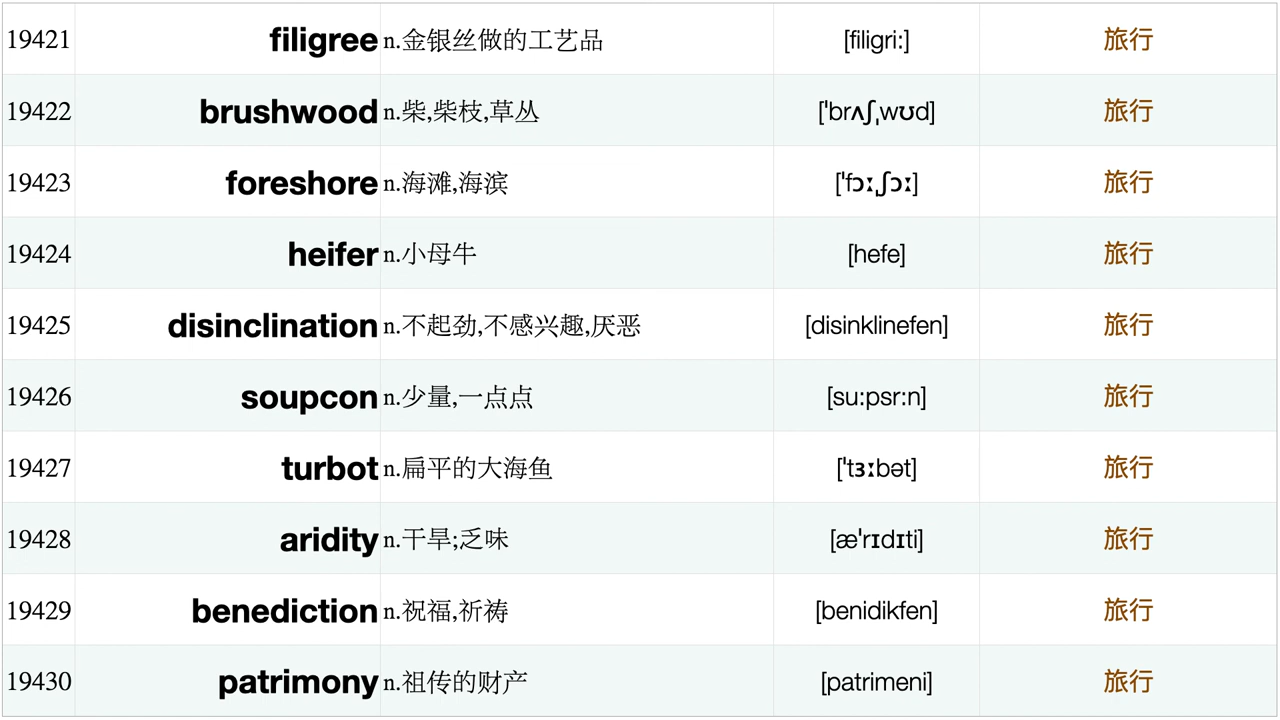 19421 filigree n.金银丝做的工艺品 [filigri:] 旅行
19422 brushwood n.柴,柴枝,草丛 [ˈbrʌʃˌwʊd] 旅行
19423 foreshore n.海滩,海滨 [ˈfɔːˌʃɔː] 旅行
19424 heifer n.小母牛 [hefe] 旅行
19425 disinclination n.不起劲,不感兴趣,厌恶 [disinklinefen] 旅行
19426 soupcon n.少量,一点点 [su:psr:n] 旅行
19427 turbot n.扁平的大海鱼 [ˈtɜːbət] 旅行
19428 aridity n.干旱;乏味 [æˈrɪdɪti] 旅行
19429 benediction n.祝福,祈祷 [benidikfen] 旅行
19430 patrimony n.祖传的财产 [patrimeni] 旅行